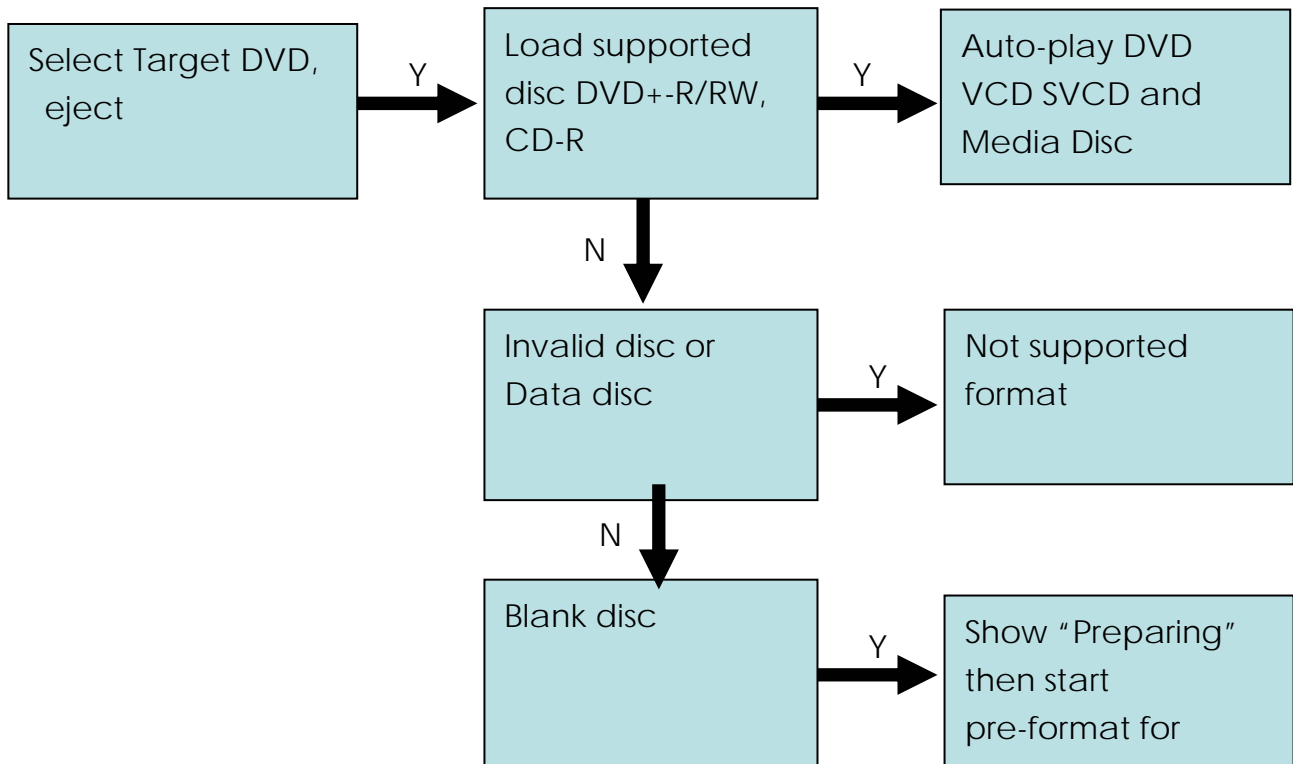 Select Target DVD,
eject
Y
Load supported
disc DVD+-R/RW,
CD-R
Y
Auto-play DVD
VCD SVCD and
Media Disc
N
Invalid disc or
Data disc
Y
Not supported
format
N
Blank disc
Y
Show “Preparing”
then start
pre-format for